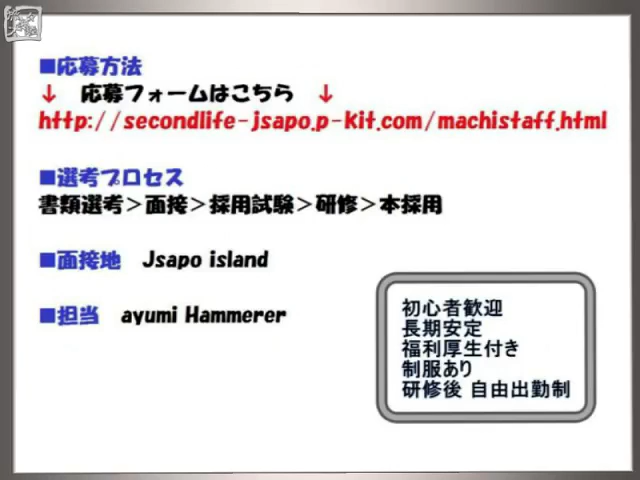 ■応募方法
↓ 応募フォームはこちら ↓
http://secondlife-jsapo.p-kit.com/machistaff.html
■選考プロセス
書類選考＞面接＞採用試験＞研修＞本採用
■面接地 Jsapo island
■担当 ayumi Hammerer
初心者歓迎
長期安定
福利厚生付き
制服あり
研修後 自由出勤制